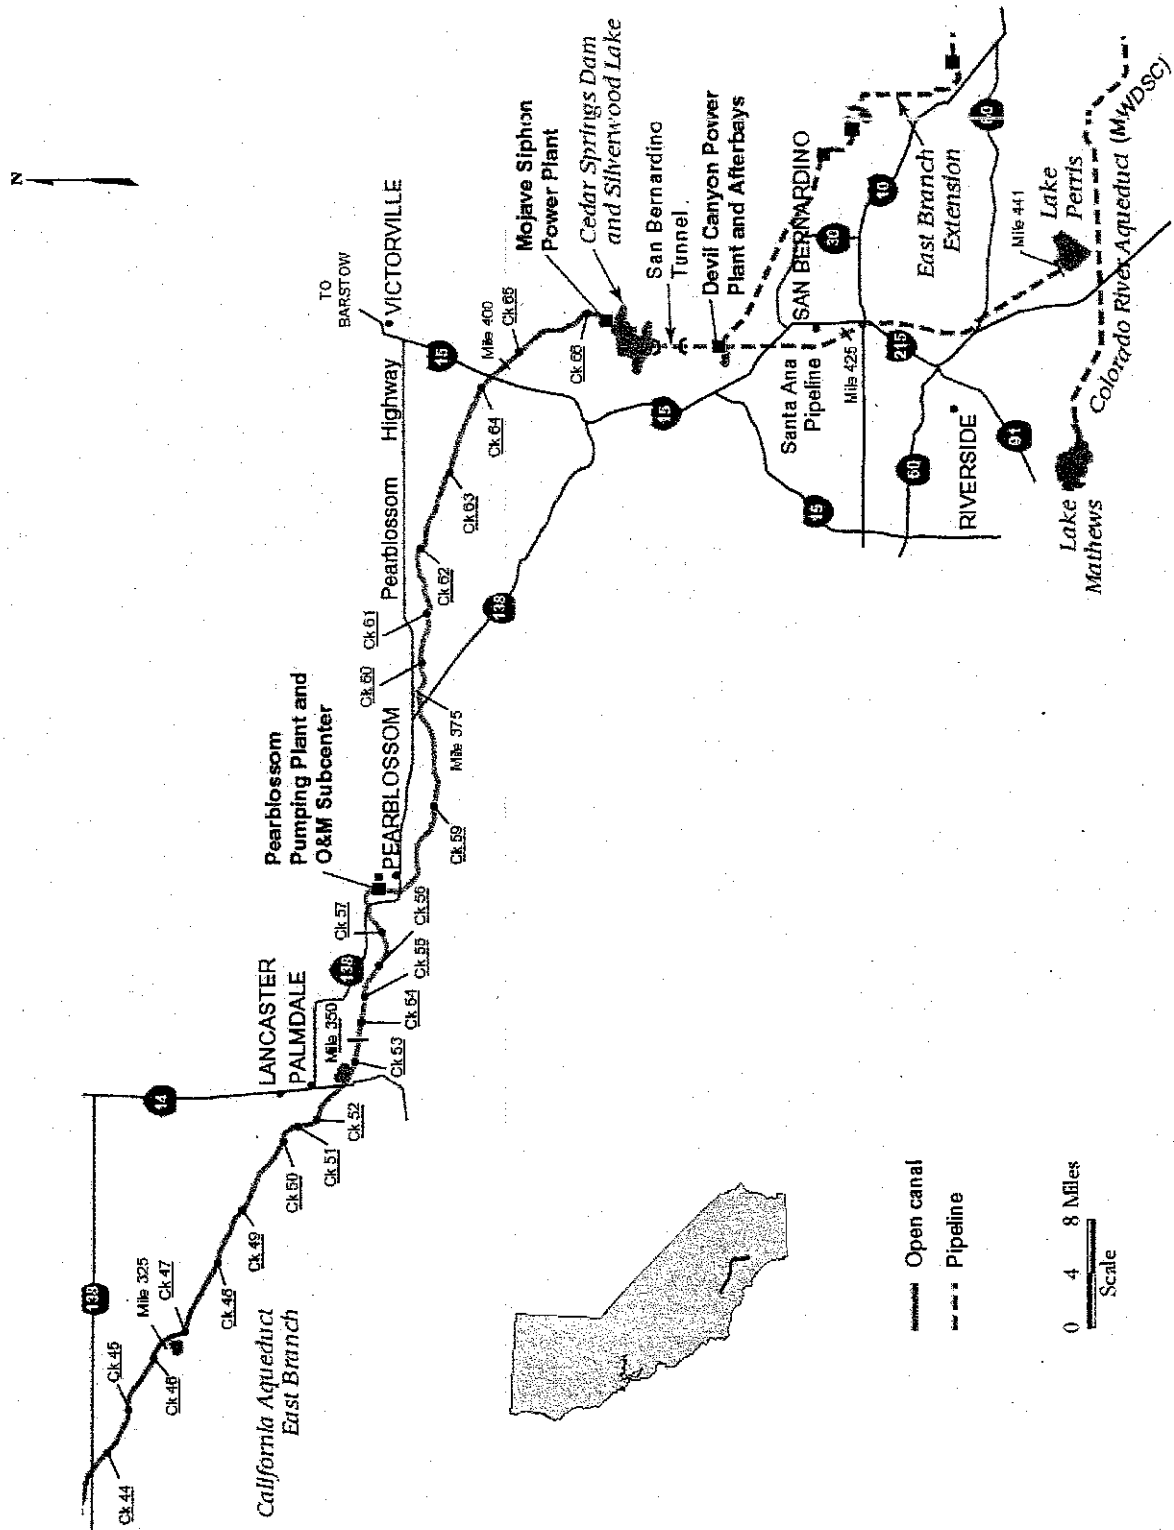 N
TO
BARSTOW
VICTORVILLE
Pearblossom Highway
15
138
14
138
LANCASTER
PALMDALE
Mile 350
138
Pearblossom
Pumping Plant and
O&M Subcenter
PEARBLOSSOM
Ck 44
Ck 45
Ck 46
Mile 325
Ck 47
Ck 48
Ck 49
Ck 50
Ck 51
Ck 52
Ck 53
Ck 54
Ck 55
Ck 56
Ck 57
Ck 59
Mile 375
Ck 60
Ck 61
Ck 62
Ck 63
Ck 64
Mile 400
Ck 65
Ck 66
California Aqueduct
East Branch
Mojave Siphon
Power Plant
Cedar Springs Dam
and Silverwood Lake
San Bernardino
Tunnel
Devil Canyon Power
Plant and Afterbays
15
SAN BERNARDINO
Santa Ana
Pipeline
Mile 425
15
30
10
215
60
60
91
RIVERSIDE
East Branch
Extension
Mile 441
Lake
Perris
Lake
Mathews
Colorado River Aqueduct (MWDSC)
Open canal
Pipeline
0 4 8 Miles
Scale